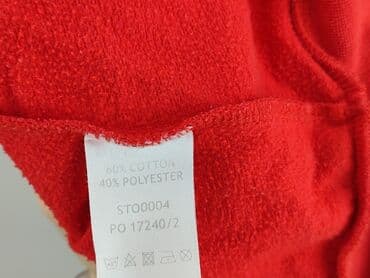 60% COTTON
40% POLYESTER
STO0004
PO 17240/2